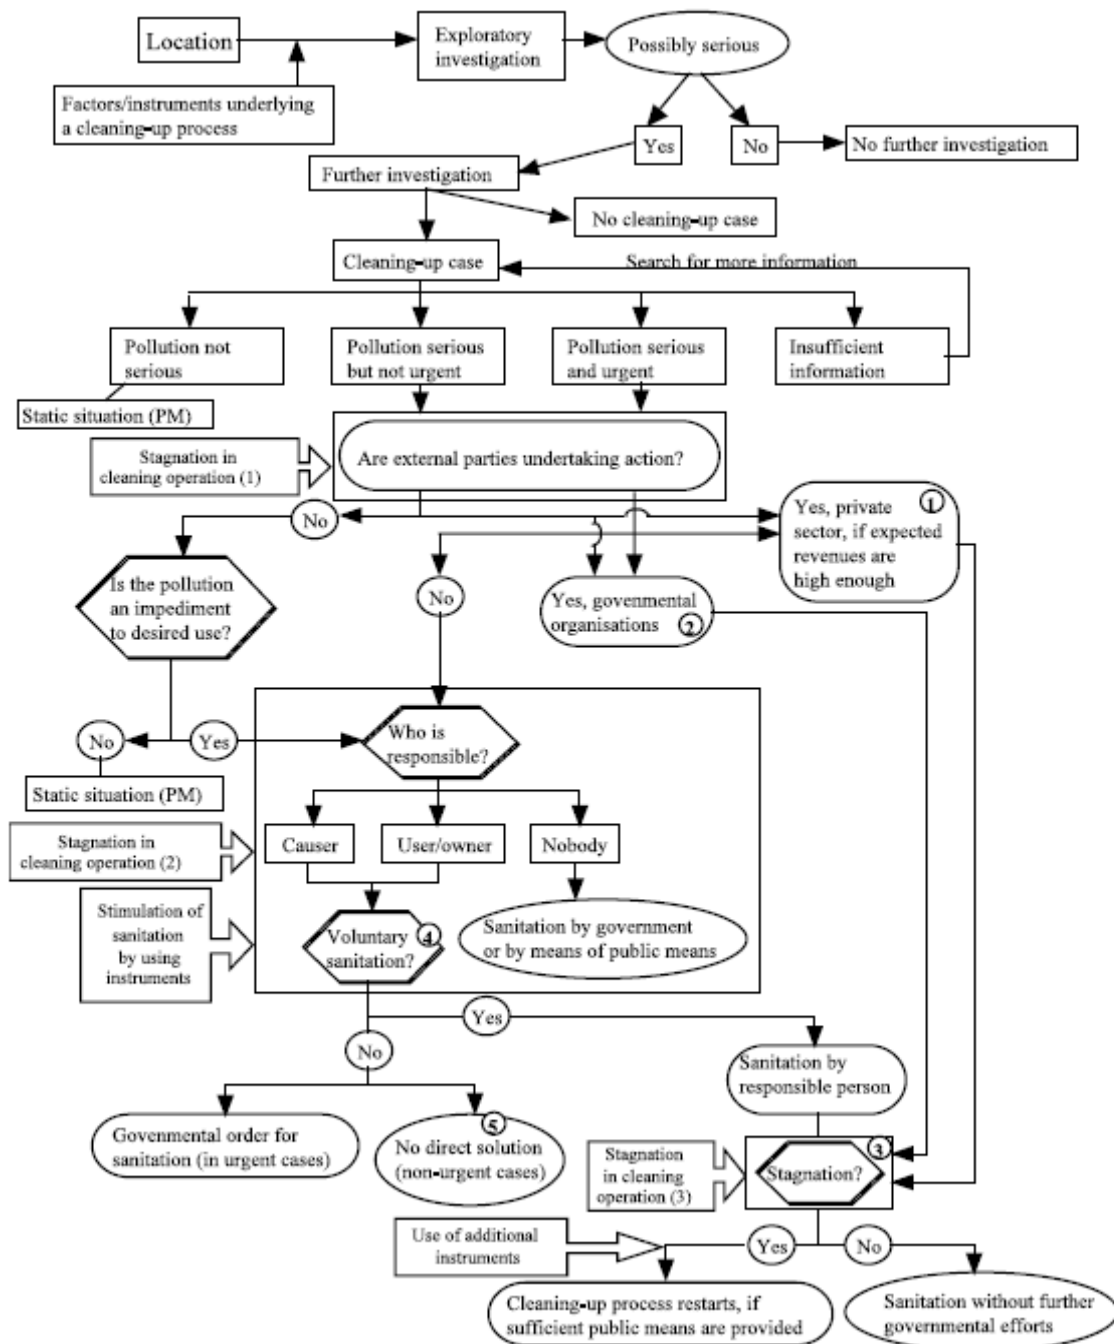 Location
Exploratory
investigation
Possibly serious
Factors/instruments underlying
a cleaning-up process
Yes
No
No further investigation
Further investigation
No cleaning-up case
Cleaning-up case
Search for more information
Pollution not
serious
Pollution serious
but not urgent
Pollution serious
and urgent
Insufficient
information
Static situation (PM)
Stagnation in
cleaning operation (1)
Are external parties undertaking action?
No
1
Yes, private
sector, if expected
revenues are
high enough
Is the pollution
an impediment
to desired use?
No
Yes, govenmental
organisations
2
No
Yes
Who is
responsible?
Static situation (PM)
Stagnation in
cleaning operation (2)
Causer
User/owner
Nobody
Stimulation of
sanitation
by using
instruments
Voluntary
sanitation?
4
Sanitation by government
or by means of public means
Yes
No
Sanitation by
responsible person
Govenmental order for
sanitation (in urgent cases)
5
No direct solution
(non-urgent cases)
Stagnation
in cleaning
operation (3)
3
Stagnation?
Use of additional
instruments
Yes
No
Cleaning-up process restarts, if
sufficient public means are provided
Sanitation without further
governmental efforts